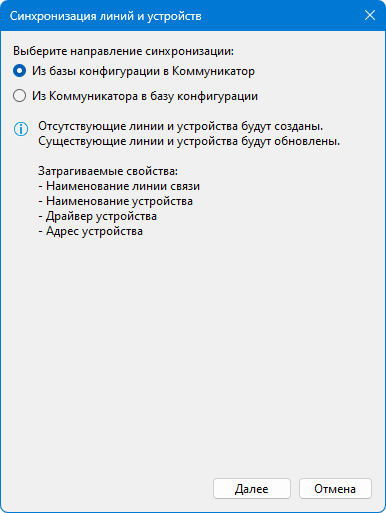 Синхронизация линий и устройств
Выберите направление синхронизации:
Из базы конфигурации в Коммуникатор
Из Коммуникатора в базу конфигурации
Отсутствующие линии и устройства будут созданы.
Существующие линии и устройства будут обновлены.
Затрагиваемые свойства:
- Наименование линии связи
- Наименование устройства
- Драйвер устройства
- Адрес устройства
Далее
Отмена